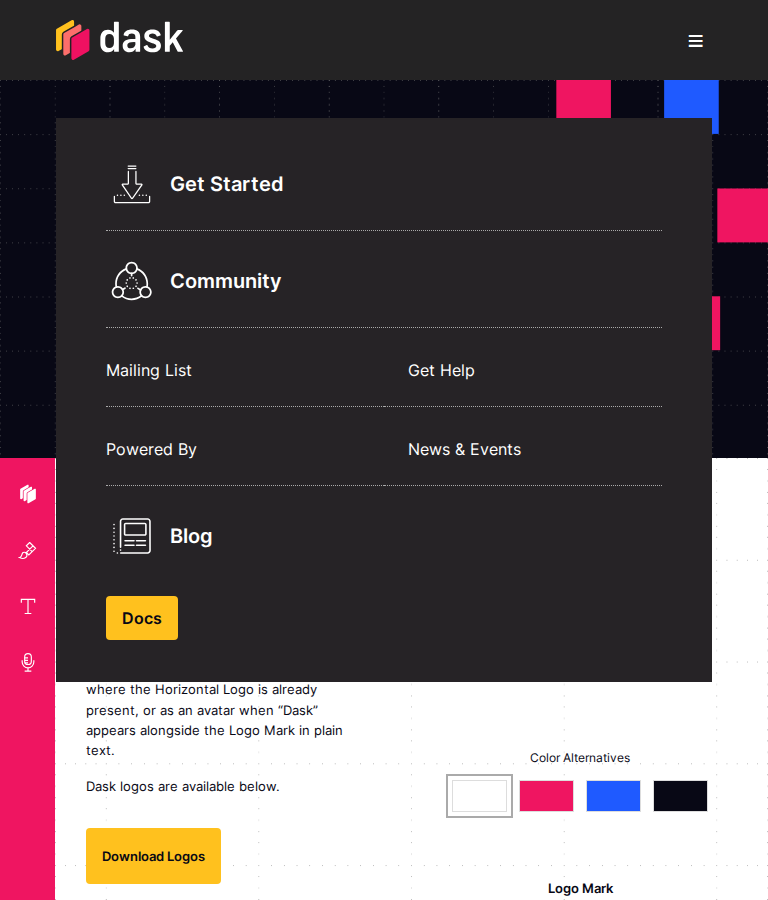 dask
Get Started
Community
Mailing List
Get Help
Powered By
News & Events
Blog
Docs
where the Horizontal Logo is already
present, or as an avatar when “Dask”
appears alongside the Logo Mark in plain
text.
Dask logos are available below.
Download Logos
Color Alternatives
Logo Mark